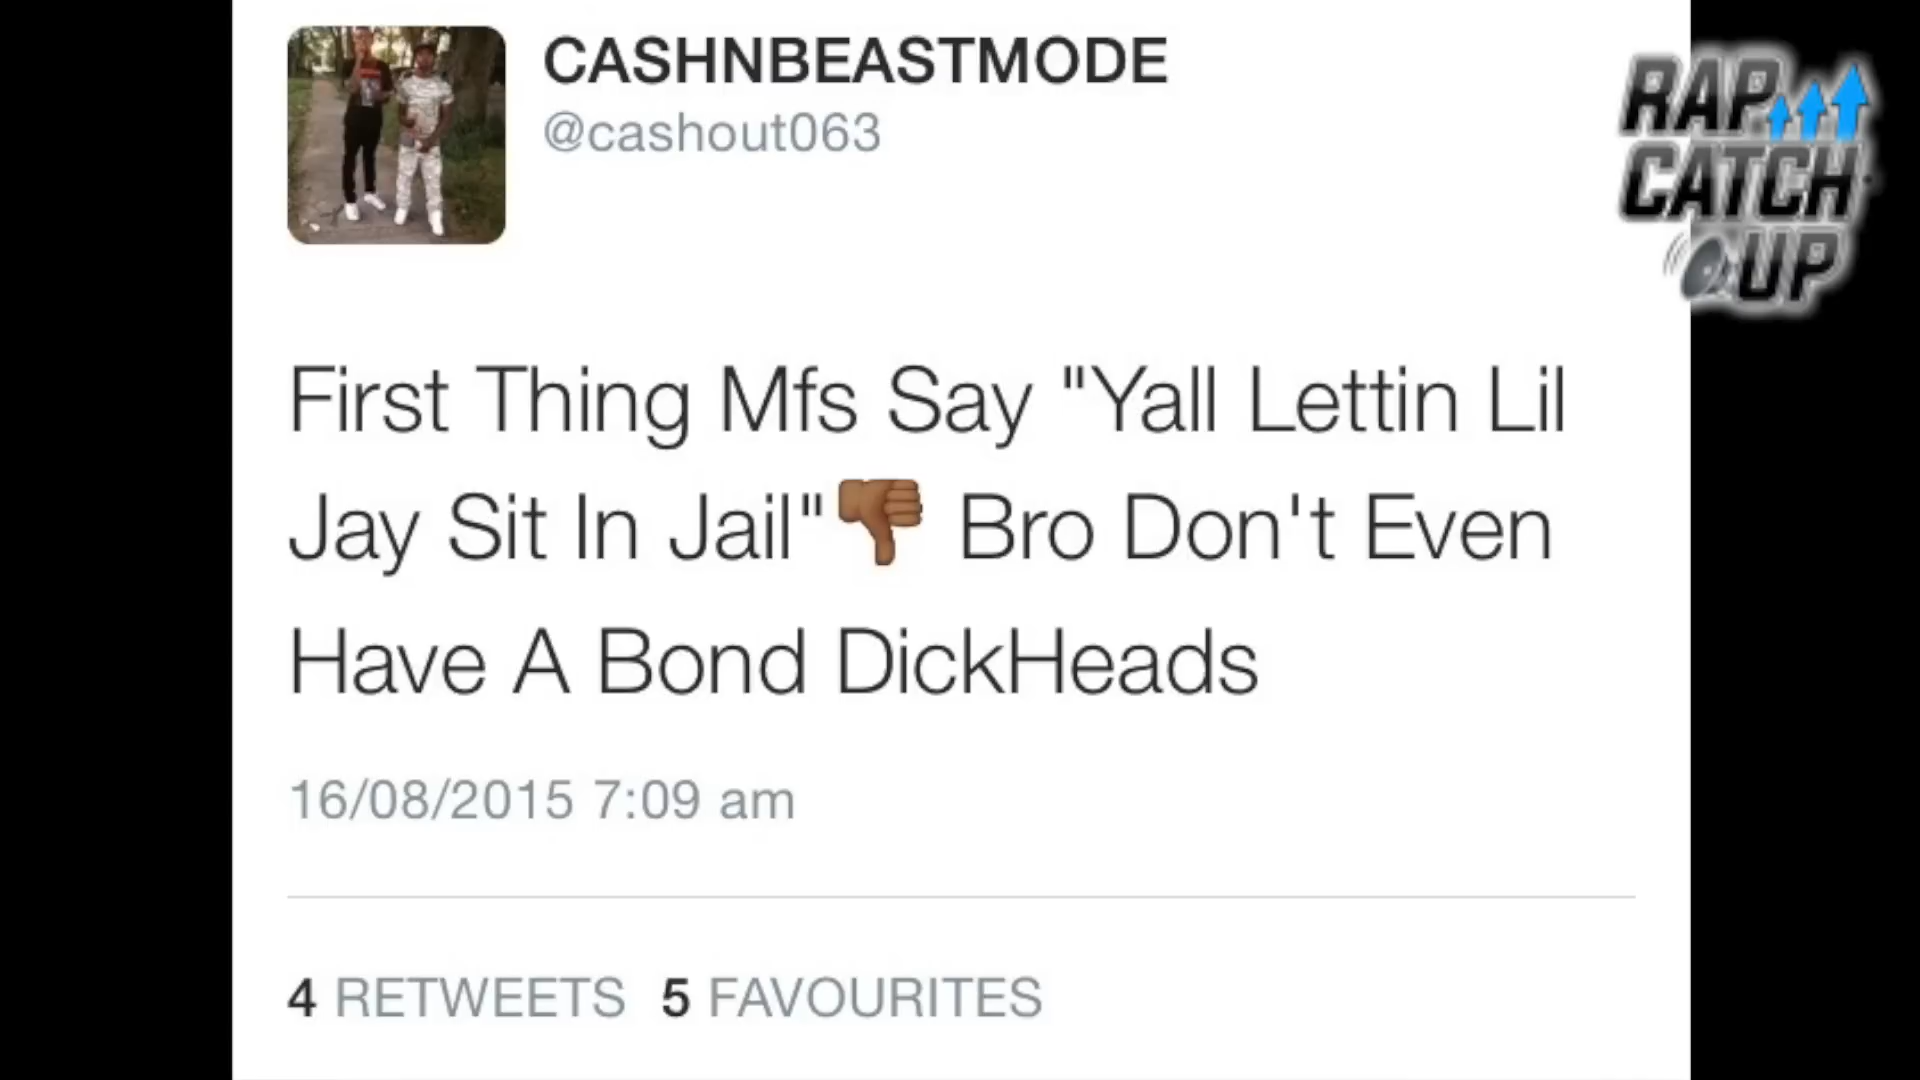 CASHNBEASTMODE
@cashout063
RAP
CATCH
UP
First Thing Mfs Say "Yall Lettin Lil
Jay Sit In Jail"👎🏾 Bro Don't Even
Have A Bond DickHeads
16/08/2015 7:09 am
4 RETWEETS 5 FAVOURITES